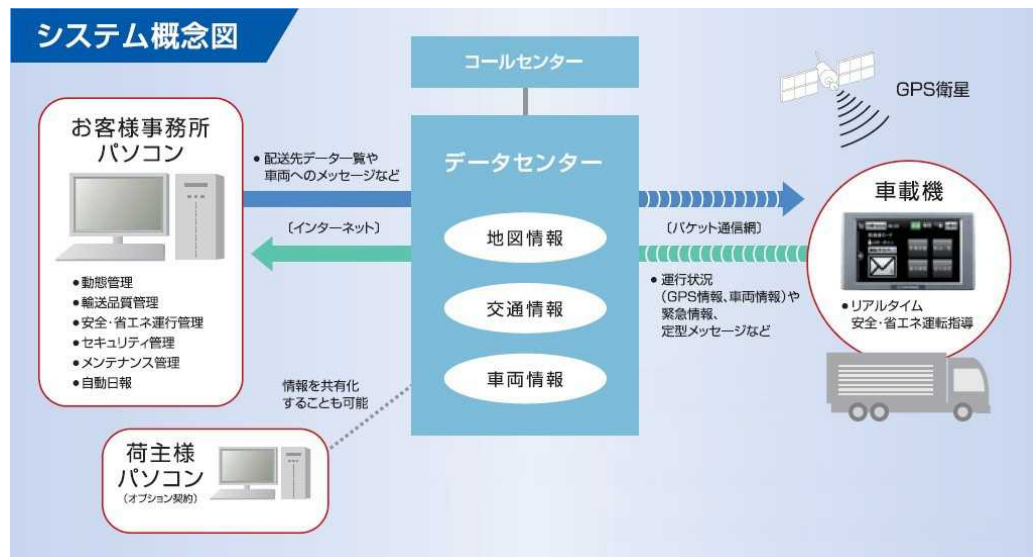 システム概念図
コールセンター
GPS衛星
お客様事務所
パソコン
● 配送先データ一覧や
車両へのメッセージなど
データセンター
車載機
〔インターネット〕
地図情報
〔パケット通信網〕
● 動態管理
● 輸送品質管理
● 安全・省エネ運行管理
● セキュリティ管理
● メンテナンス管理
● 自動日報
● 運行状況
(GPS情報、車両情報)や
緊急情報、
定型メッセージなど
交通情報
● リアルタイム
安全・省エネ運転指導
車両情報
情報を共有化
することも可能
荷主様
パソコン
(オプション契約)